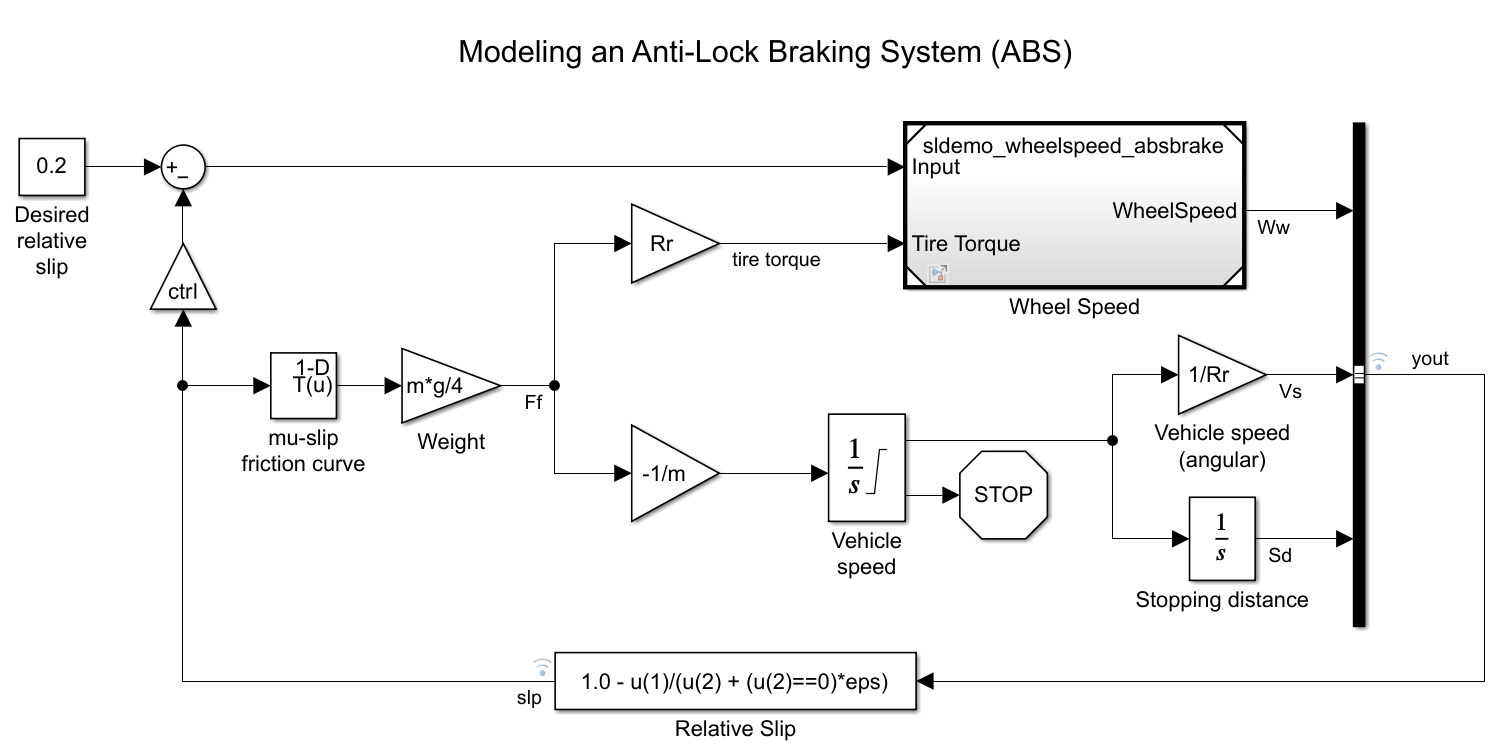 Modeling an Anti-Lock Braking System (ABS)
0.2
Desired
relative
slip
+
_
ctrl
sldemo_wheelspeed_absbrake
Input
WheelSpeed
Tire Torque
Wheel Speed
Ww
Rr
tire torque
1-D
T(u)
mu-slip
friction curve
m*g/4
Weight
Ff
-1/m
1
s
Vehicle
speed
STOP
1/Rr
Vs
Vehicle speed
(angular)
1
s
Sd
Stopping distance
yout
1.0 - u(1)/(u(2) + (u(2)==0)*eps)
slp
Relative Slip